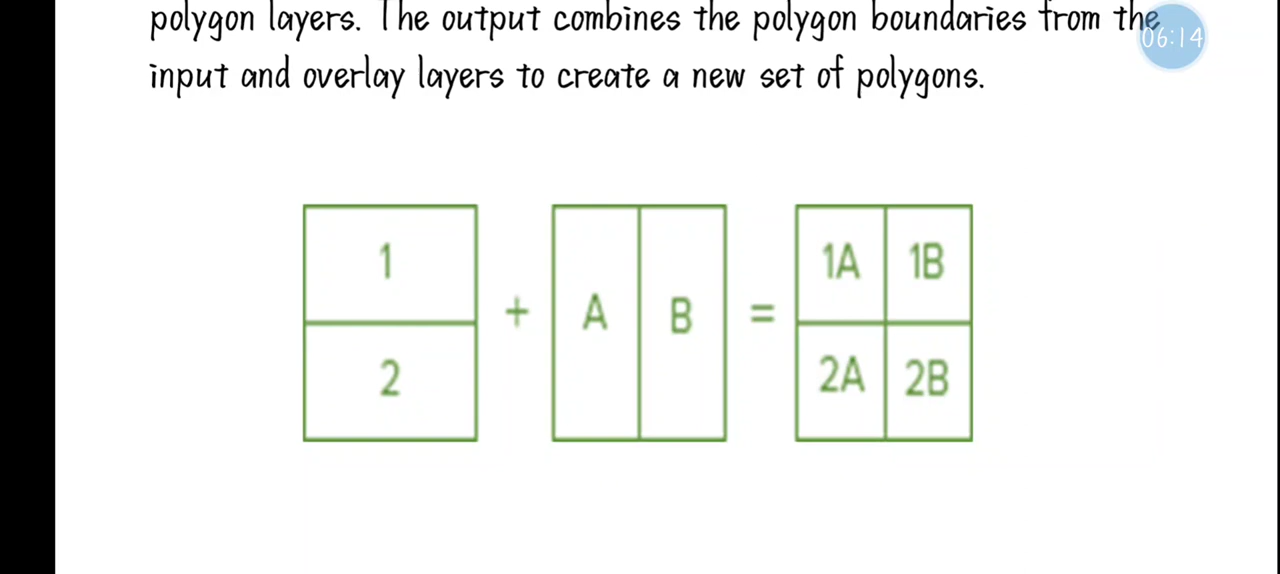 polygon layers. The output combines the polygon boundaries from the
06:14
input and overlay layers to create a new set of polygons.
1
2
+
A B
=
1A 1B
2A 2B